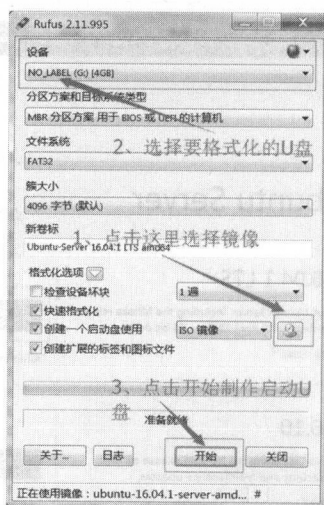 Rufus 2.11.995
设备
NO_LABEL (G:) [4GB]
分区方案和目标系统类型
MBR 分区方案 用于 BIOS 或 UEFI 的计算机
2、选择要格式化的U盘
文件系统
FAT32
簇大小
4096 字节 (默认)
新卷标
1、点击这里选择镜像
Ubuntu-Server 16.04.1 LTS amd64
格式化选项
检查设备坏块 1 遍
快速格式化
创建一个启动盘使用 ISO 镜像
创建扩展的标签和图标文件
3、点击开始制作启动U
盘
准备就绪
关于... 日志 开始 关闭
正在使用镜像：ubuntu-16.04.1-server-amd... #